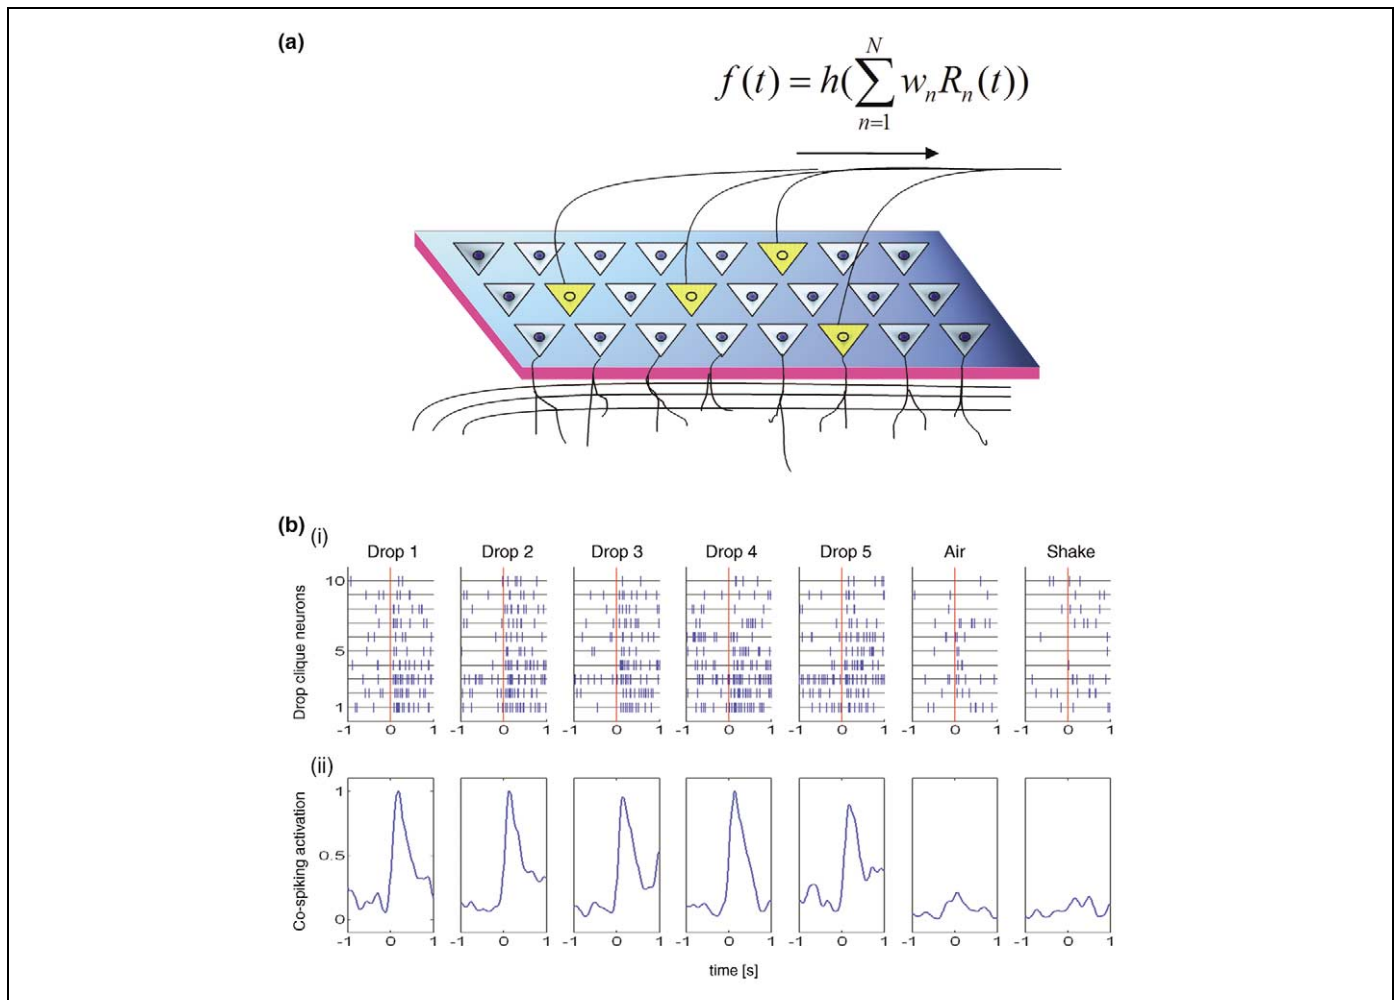 (a)
f(t) = h(∑ₙ₌₁ᴺ wₙRₙ(t))
(b)
(i)
Drop 1 Drop 2 Drop 3 Drop 4 Drop 5 Air Shake
Drop clique neurons
10
5
1
-1 0 1 -1 0 1 -1 0 1 -1 0 1 -1 0 1 -1 0 1 -1 0 1
(ii)
Co-spiking activation
1
0.5
0
-1 0 1 -1 0 1 -1 0 1 -1 0 1 -1 0 1 -1 0 1 -1 0 1
time [s]